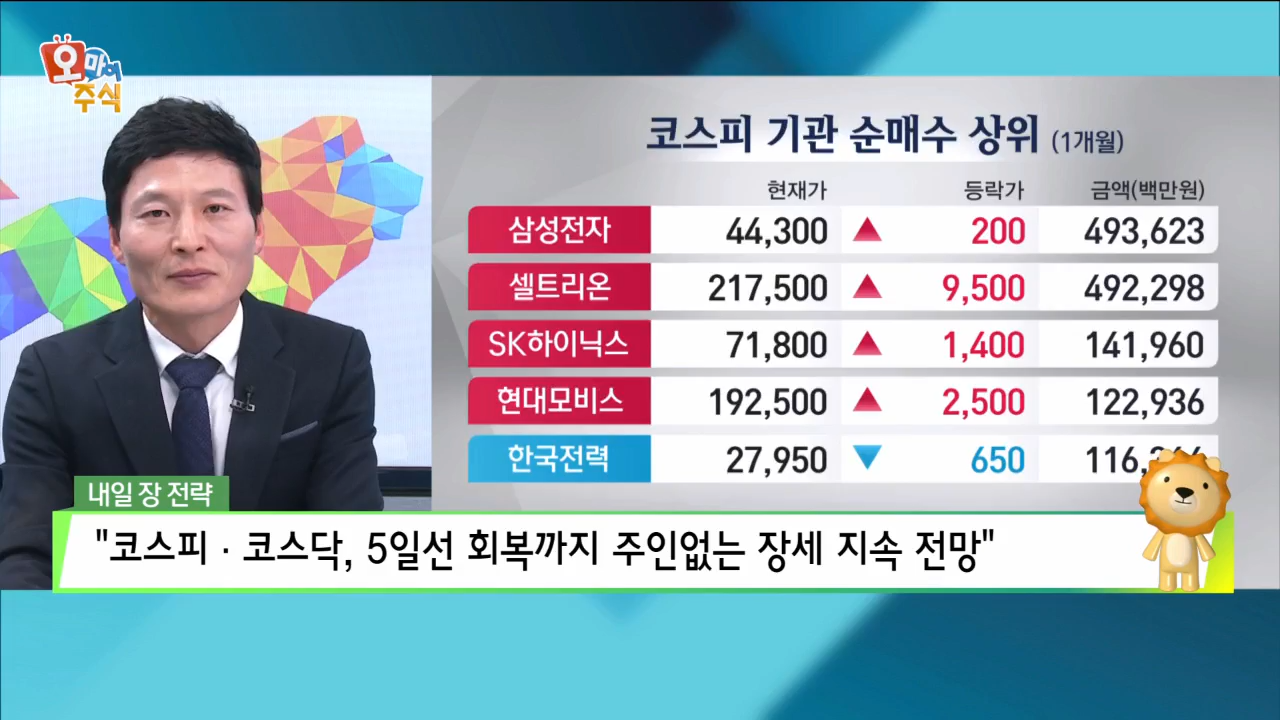 오마이
주식
코스피 기관 순매수 상위 (1개월)
현재가 등락가 금액(백만원)
삼성전자 44,300 ▲ 200 493,623
셀트리온 217,500 ▲ 9,500 492,298
SK하이닉스 71,800 ▲ 1,400 141,960
현대모비스 192,500 ▲ 2,500 122,936
한국전력 27,950 ▼ 650
내일 장 전략
"코스피 · 코스닥, 5일선 회복까지 주인없는 장세 지속 전망"